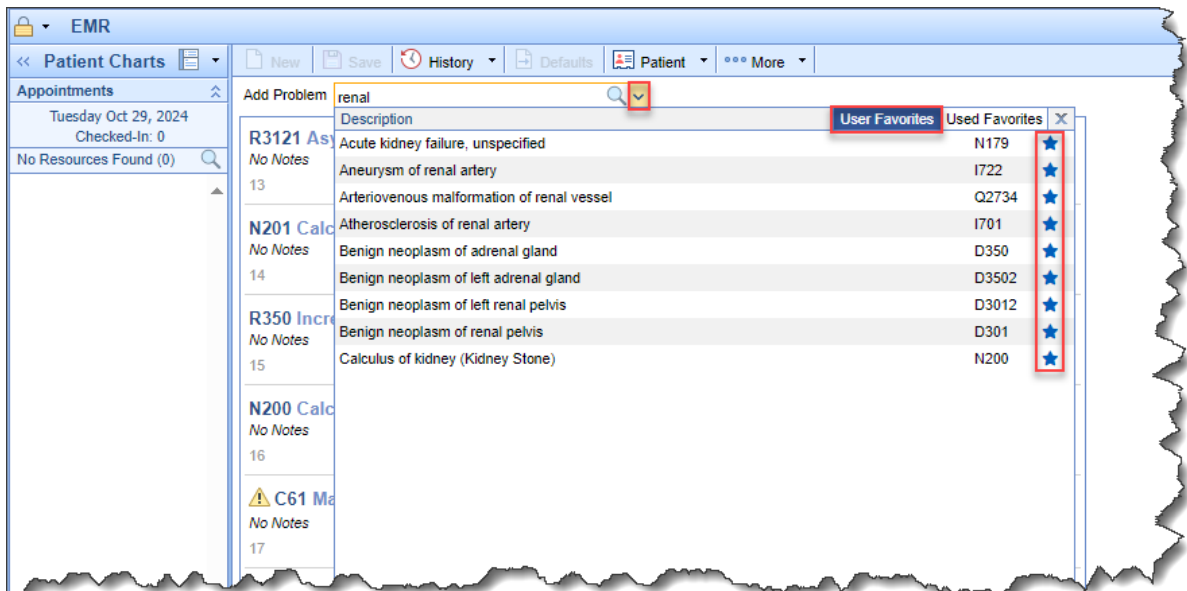 EMR
Patient Charts
New Save History Defaults Patient More
Appointments
Tuesday Oct 29, 2024
Checked-In: 0
No Resources Found (0)
Add Problem renal
Description User Favorites Used Favorites X
Acute kidney failure, unspecified N179
Aneurysm of renal artery I722
Arteriovenous malformation of renal vessel Q2734
Atherosclerosis of renal artery I701
Benign neoplasm of adrenal gland D350
Benign neoplasm of left adrenal gland D3502
Benign neoplasm of left renal pelvis D3012
Benign neoplasm of renal pelvis D301
Calculus of kidney (Kidney Stone) N200
R3121 Asy
No Notes
13
N201 Calc
No Notes
14
R350 Incre
No Notes
15
N200 Calc
No Notes
16
C61 Ma
No Notes
17